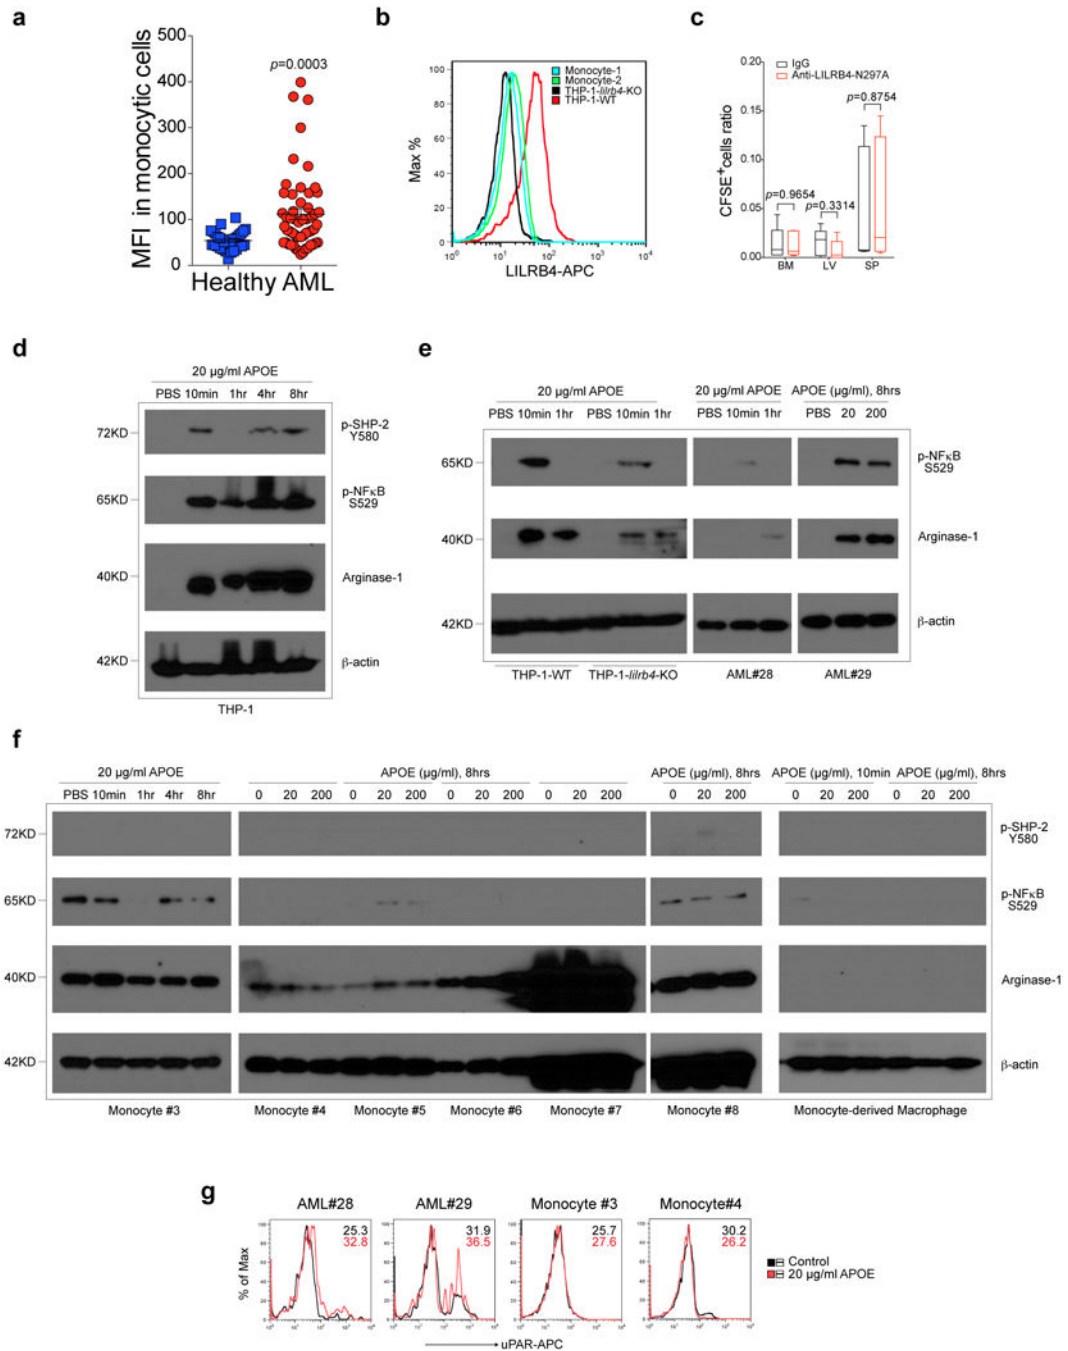 a
MFI in monocytic cells
500
400
300
200
100
0
p=0.0003
Healthy AML
b
Max %
100
80
60
40
20
0
Monocyte-1
Monocyte-2
THP-1-lilrb4-KO
THP-1-WT
10⁰ 10¹ 10² 10³ 10⁴
LILRB4-APC
c
CFSE⁺cells ratio
0.20
0.15
0.10
0.05
0.00
IgG
Anti-LILRB4-N297A
p=0.8754
p=0.9654
p=0.3314
BM LV SP
d
20 µg/ml APOE
PBS 10min 1hr 4hr 8hr
72KD
p-SHP-2
Y580
65KD
p-NFκB
S529
40KD
Arginase-1
42KD
β-actin
THP-1
e
20 µg/ml APOE
20 µg/ml APOE
APOE (µg/ml), 8hrs
PBS 10min 1hr PBS 10min 1hr
PBS 10min 1hr
PBS 20 200
65KD
p-NFκB
S529
40KD
Arginase-1
42KD
β-actin
THP-1-WT THP-1-lilrb4-KO AML#28 AML#29
f
20 µg/ml APOE
APOE (µg/ml), 8hrs
APOE (µg/ml), 8hrs
APOE (µg/ml), 10min
APOE (µg/ml), 8hrs
PBS 10min 1hr 4hr 8hr
0 20 200 0 20 200 0 20 200 0 20 200
0 20 200
0 20 200 0 20 200
72KD
p-SHP-2
Y580
65KD
p-NFκB
S529
40KD
Arginase-1
42KD
β-actin
Monocyte #3 Monocyte #4 Monocyte #5 Monocyte #6 Monocyte #7 Monocyte #8 Monocyte-derived Macrophage
g
AML#28 AML#29 Monocyte #3 Monocyte#4
% of Max
25.3
32.8
31.9
36.5
25.7
27.6
30.2
26.2
Control
20 µg/ml APOE
uPAR-APC